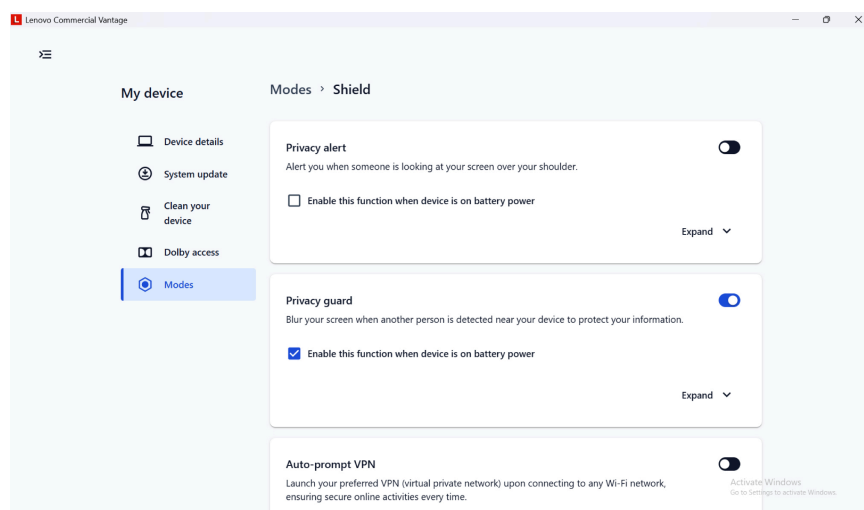 L Lenovo Commercial Vantage
My device
Modes > Shield
Device details
System update
Clean your
device
Dolby access
Modes
Privacy alert
Alert you when someone is looking at your screen over your shoulder.
Enable this function when device is on battery power
Expand
Privacy guard
Blur your screen when another person is detected near your device to protect your information.
Enable this function when device is on battery power
Expand
Auto-prompt VPN
Launch your preferred VPN (virtual private network) upon connecting to any Wi-Fi network,
ensuring secure online activities every time.
Activate Windows
Go to Settings to activate Windows.